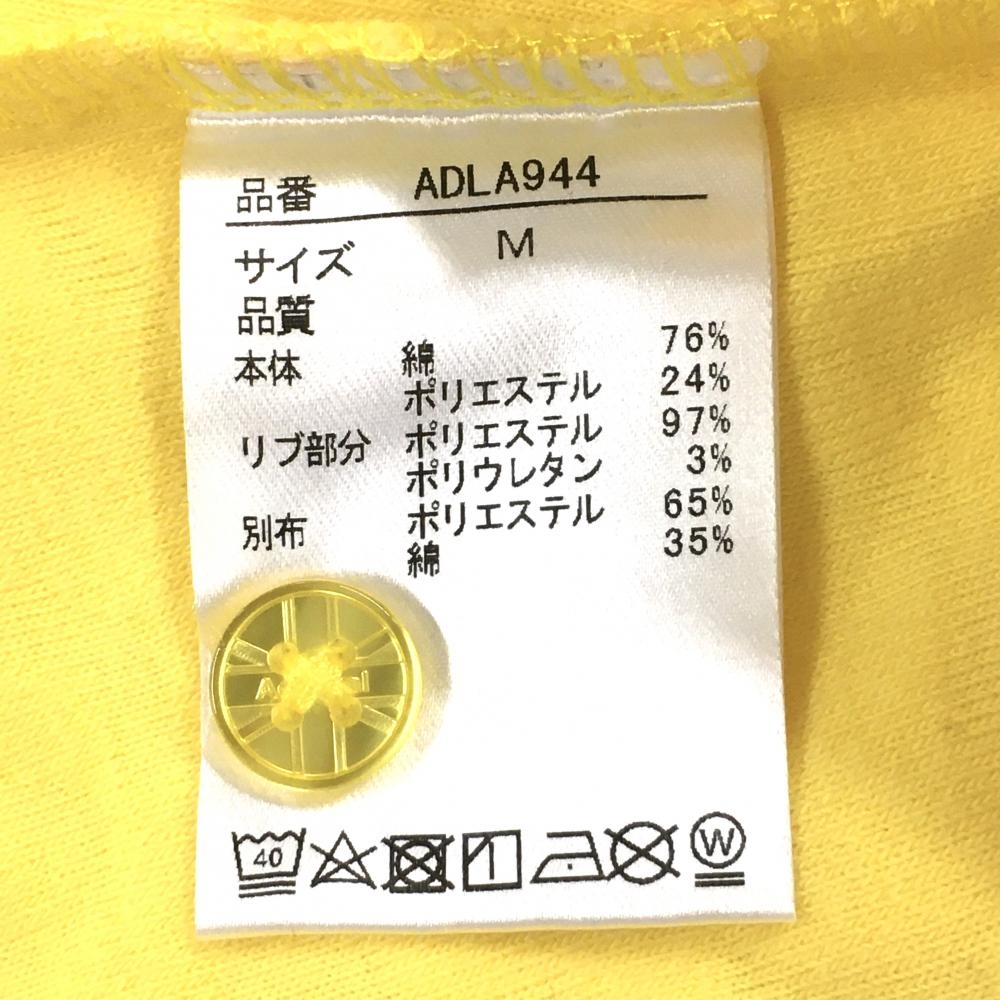 品番 ADLA944
サイズ M
品質
本体 綿 76%
ポリエステル 24%
リブ部分 ポリエステル 97%
ポリウレタン 3%
別布 ポリエステル 65%
綿 35%
40 W